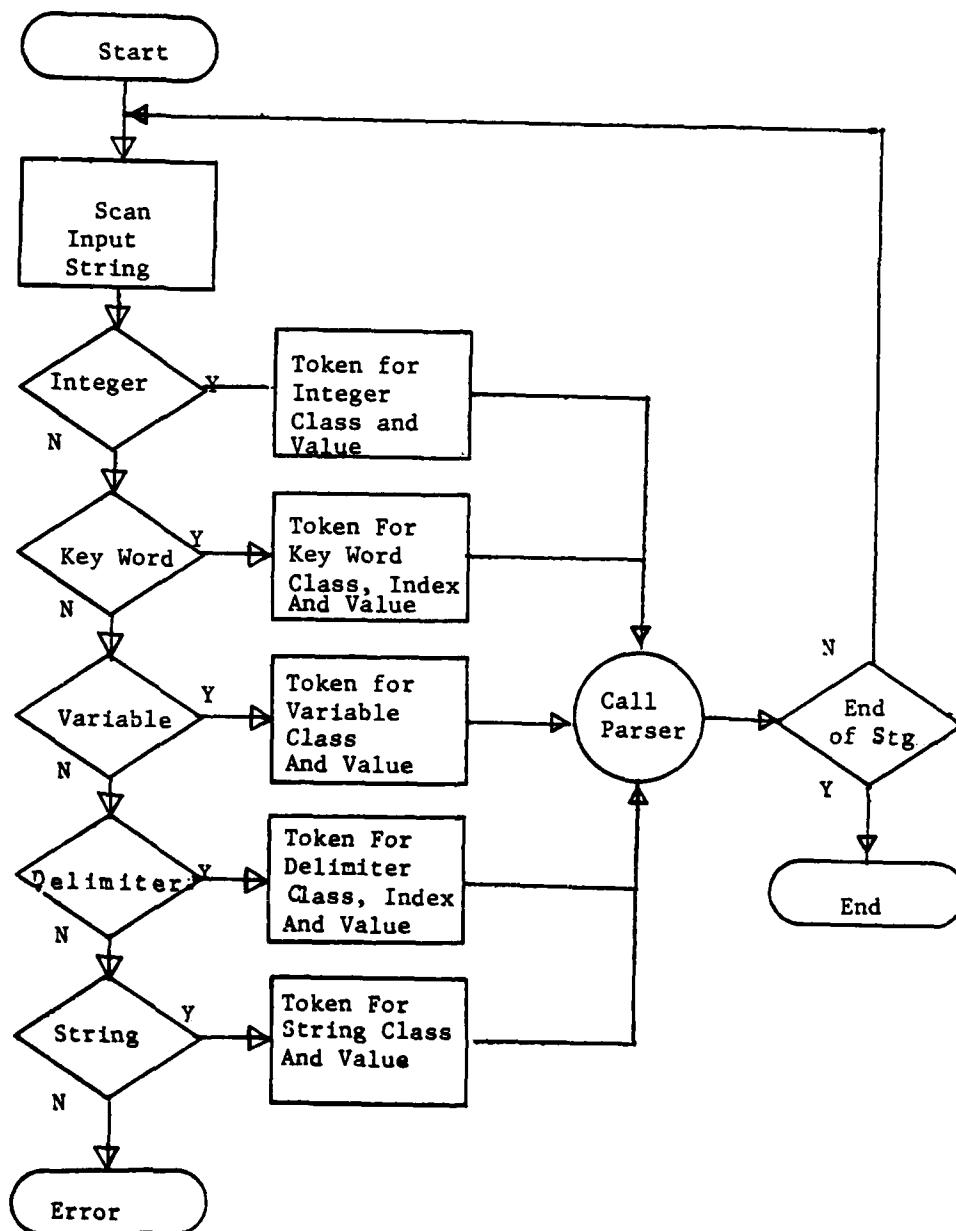 Start
Scan
Input
String
Integer
Y
N
Token for
Integer
Class and
Value
Key Word
Y
N
Token For
Key Word
Class, Index
And Value
Variable
Y
N
Token for
Variable
Class
And Value
Call
Parser
N
End
of Stg
Y
End
Delimiter
Y
N
Token For
Delimiter
Class, Index
And Value
String
Y
N
Token For
String Class
And Value
Error